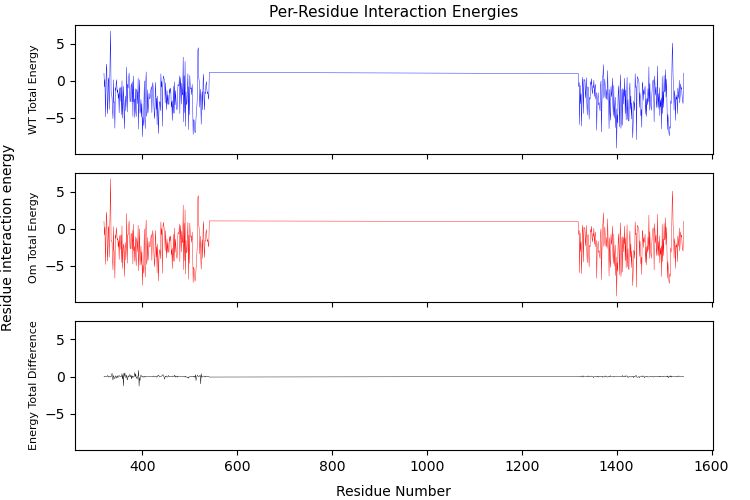 Per-Residue Interaction Energies
Residue interaction energy
WT Total Energy
5
0
−5
Om Total Energy
5
0
−5
Energy Total Difference
5
0
−5
400 600 800 1000 1200 1400 1600
Residue Number